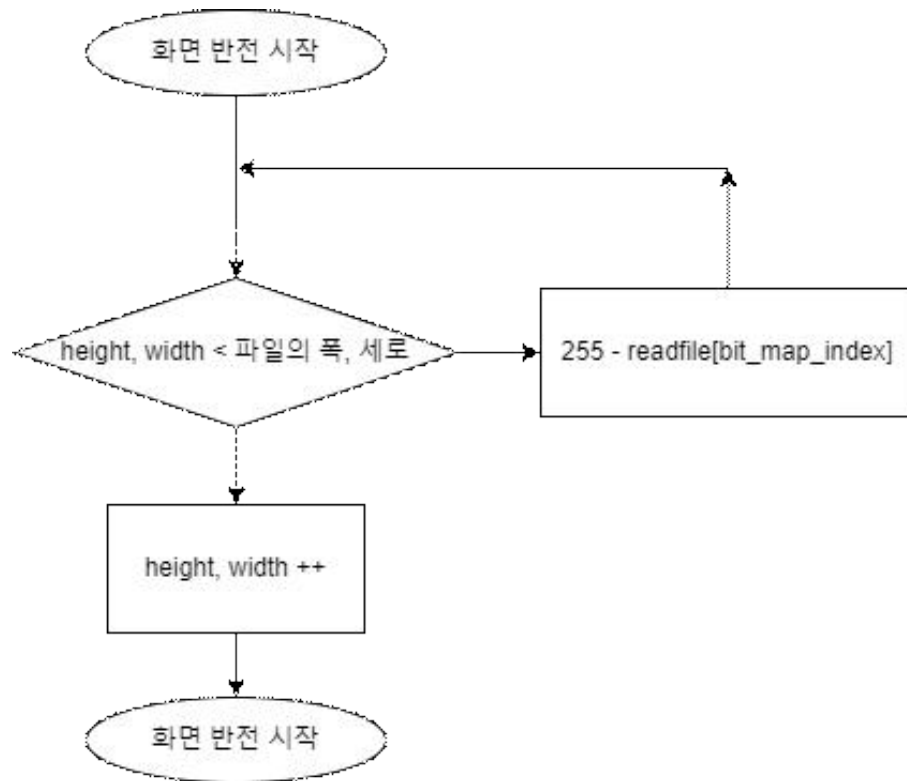 화면 반전 시작
height, width < 파일의 폭, 세로
255 - readfile[bit_map_index]
height, width ++
화면 반전 시작